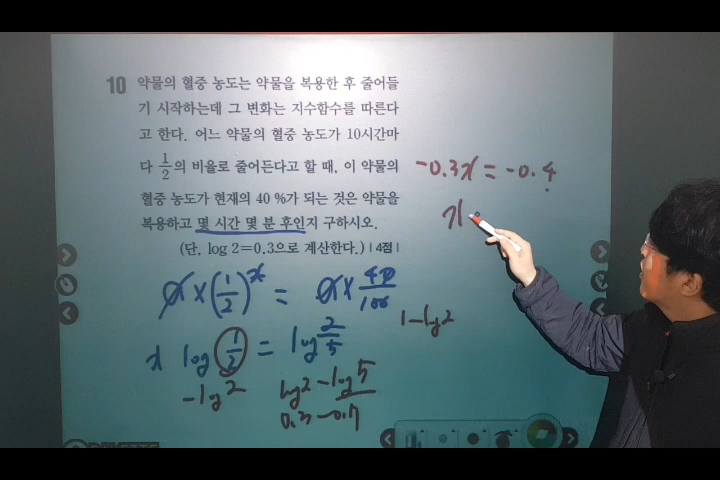 10 약물의 혈중 농도는 약물을 복용한 후 줄어들
기 시작하는데 그 변화는 지수함수를 따른다
고 한다. 어느 약물의 혈중 농도가 10시간마
다 1/2의 비율로 줄어든다고 할 때, 이 약물의
혈중 농도가 현재의 40 %가 되는 것은 약물을
복용하고 몇 시간 몇 분 후인지 구하시오.
(단, log 2=0.3으로 계산한다.) | 4점 |
-0.3x = -0.4
x
a×(1/2)^x = a× 40/100
x log 1/2 = log 2/5
1-log2
-log2
log2 - log5
0.3 - 0.7